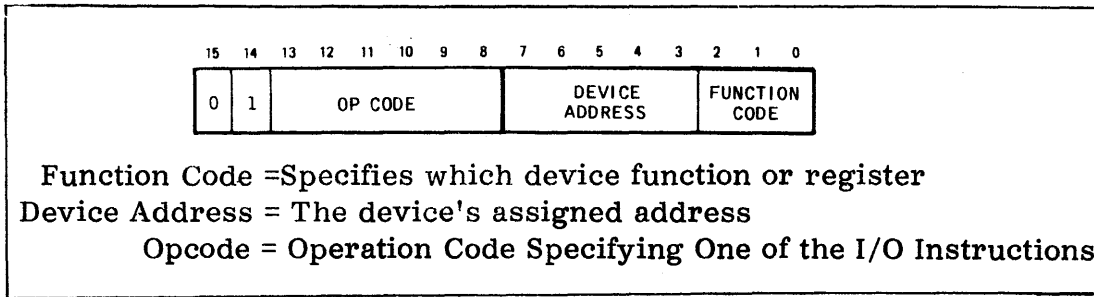 15 14 13 12 11 10 9 8 7 6 5 4 3 2 1 0
0 1 OP CODE DEVICE ADDRESS FUNCTION CODE
Function Code =Specifies which device function or register
Device Address = The device's assigned address
Opcode = Operation Code Specifying One of the I/O Instructions